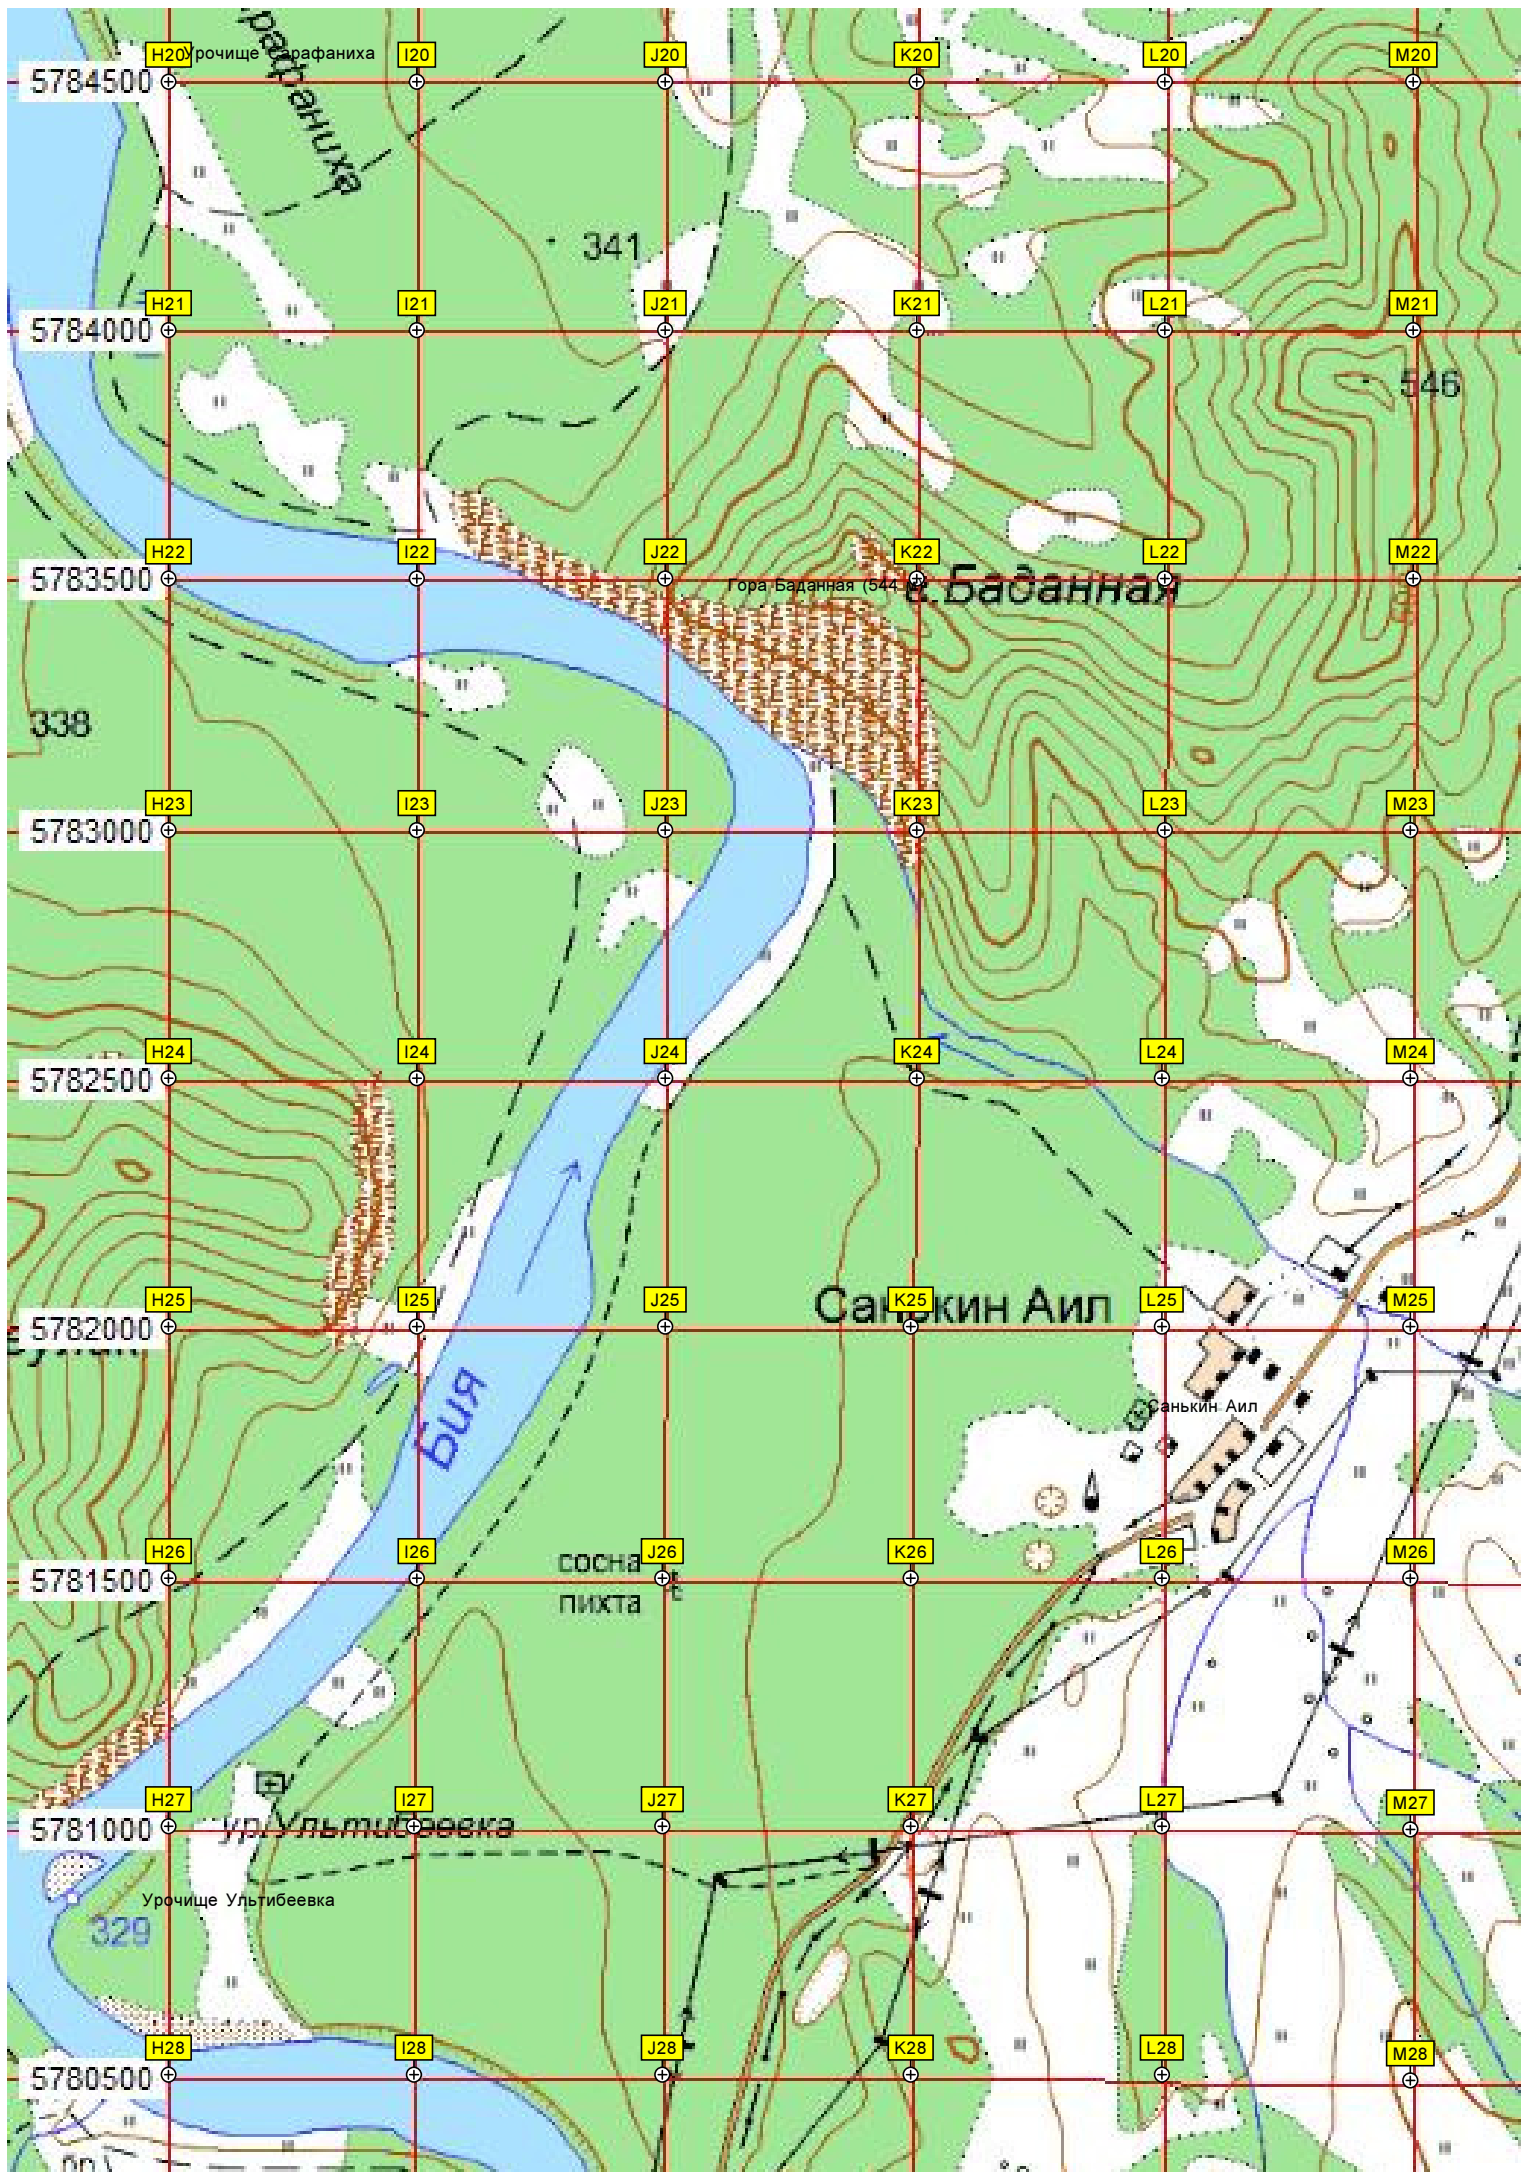 H20 Урочище Сарафаниха I20 J20 K20 L20 M20
5784500
рафаниха
341
H21 I21 J21 K21 L21 M21
5784000
546
H22 I22 J22 K22 L22 M22
5783500
Гора Баданная (544 м)
г.Баданная
338
H23 I23 J23 K23 L23 M23
5783000
H24 I24 J24 K24 L24 M24
5782500
H25 I25 J25 K25 L25 M25
Санькин Аил
5782000
Бия
Санькин Аил
H26 I26 J26 K26 L26 M26
сосна
5781500
пихта
H27 I27 J27 K27 L27 M27
5781000
ур.Ультибеевка
Урочище Ультибеевка
329
H28 I28 J28 K28 L28 M28
5780500